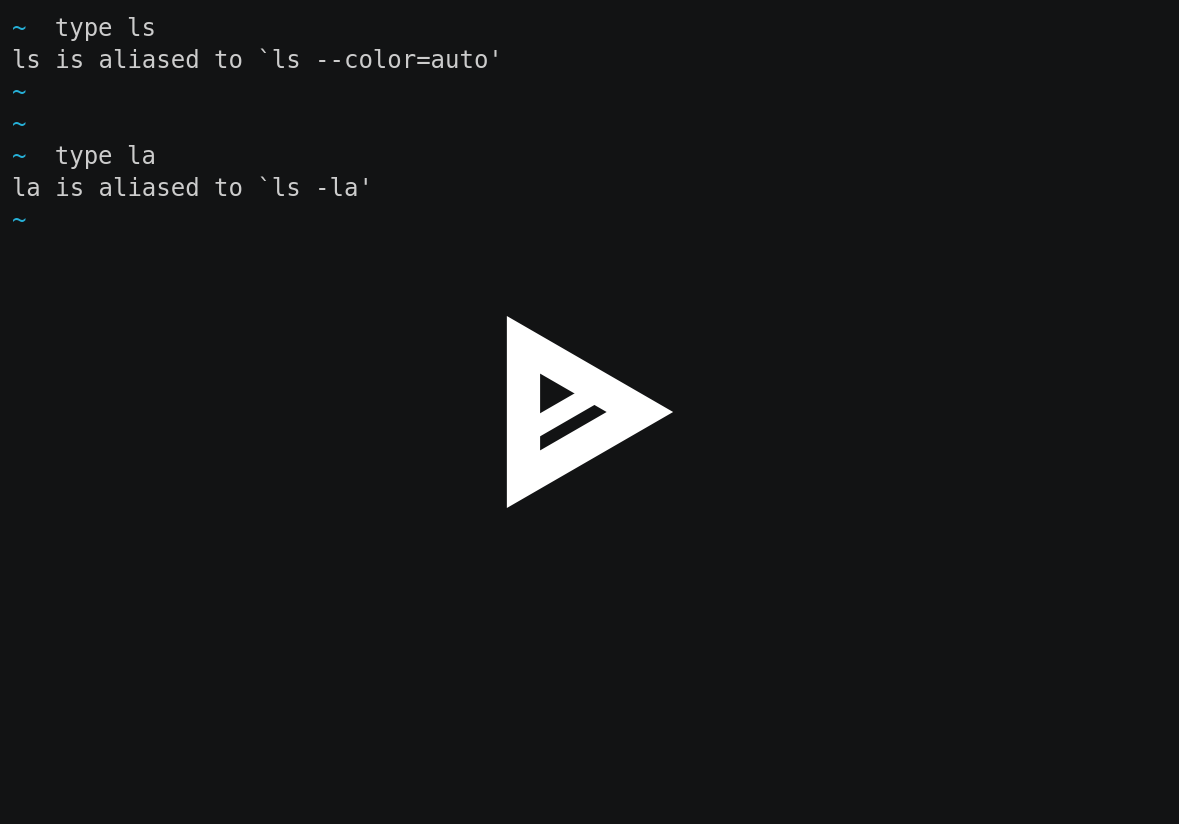 ~  type ls
ls is aliased to `ls --color=auto'
~
~
~  type la
la is aliased to `ls -la'
~